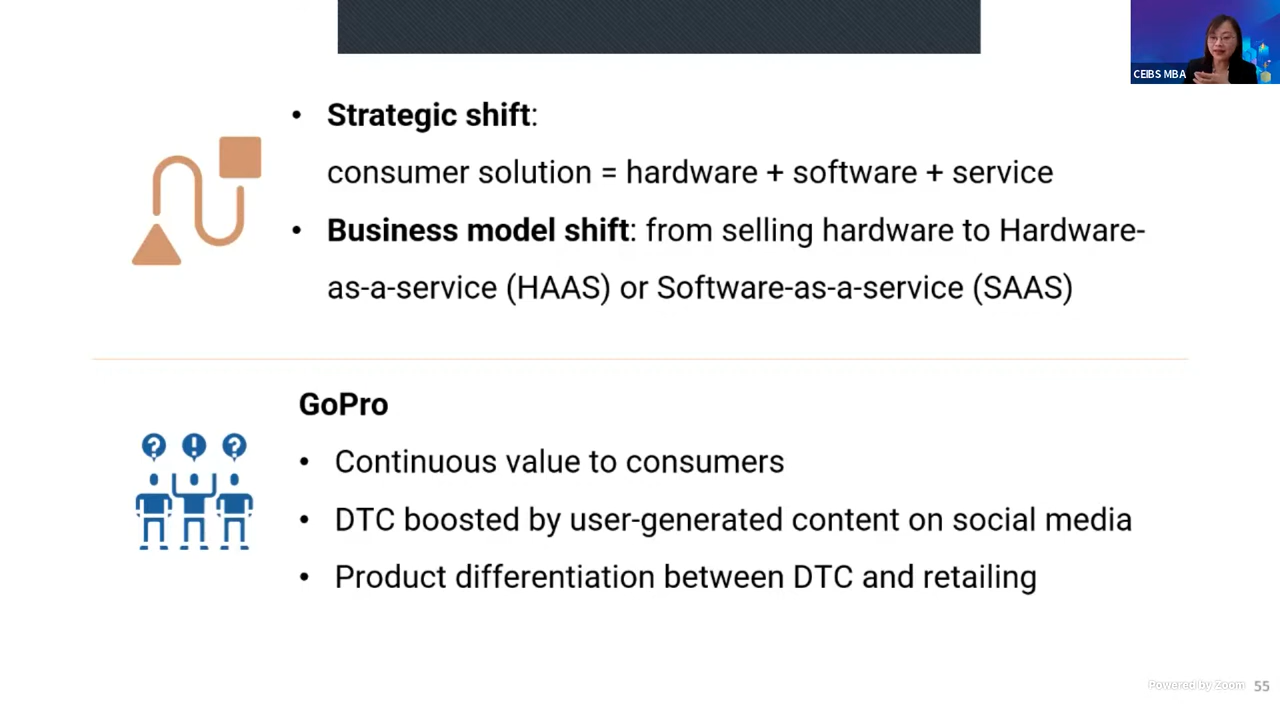 CEIBS MBA
• Strategic shift:
consumer solution = hardware + software + service
• Business model shift: from selling hardware to Hardware-
as-a-service (HAAS) or Software-as-a-service (SAAS)
? ! ?
GoPro
• Continuous value to consumers
• DTC boosted by user-generated content on social media
• Product differentiation between DTC and retailing
Powered by Zoom 55